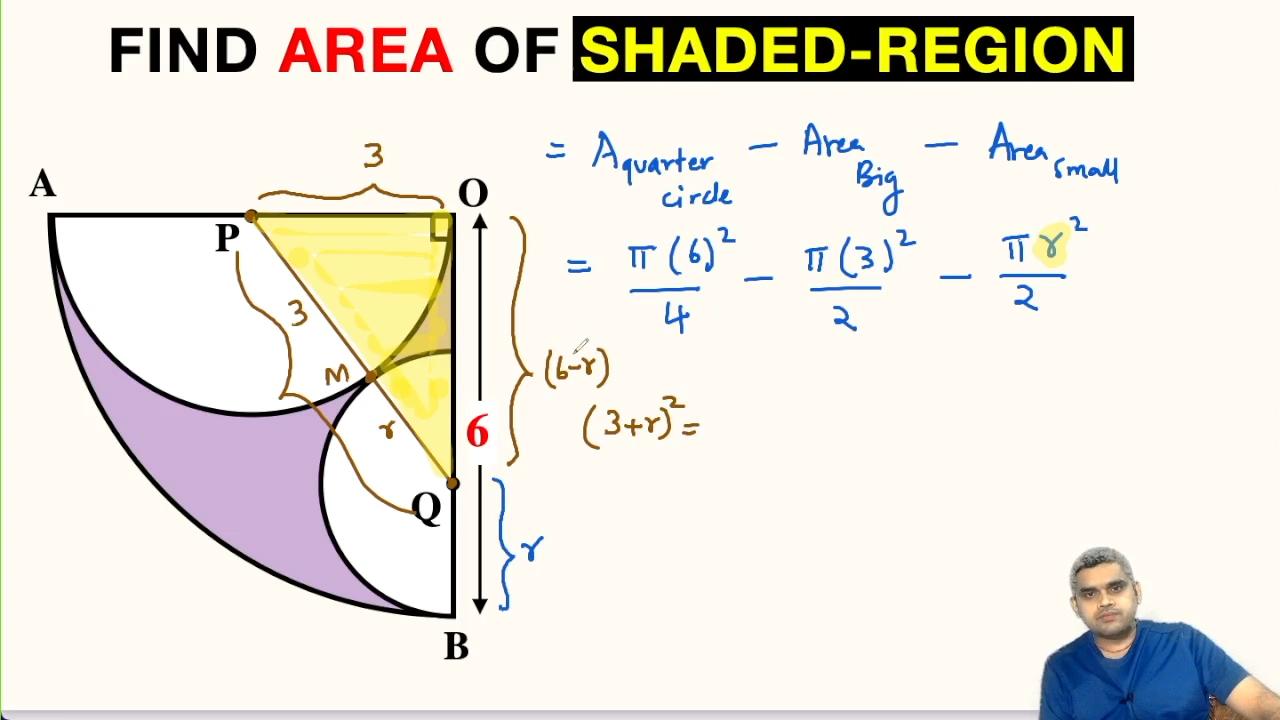 FIND AREA OF SHADED-REGION
= A quarter circle − Area Big − Area small
= π(6)²/4 − π(3)²/2 − πr²/2
3
A
O
P
3
M
(6−r)
(3+r)² =
r
6
Q
r
B